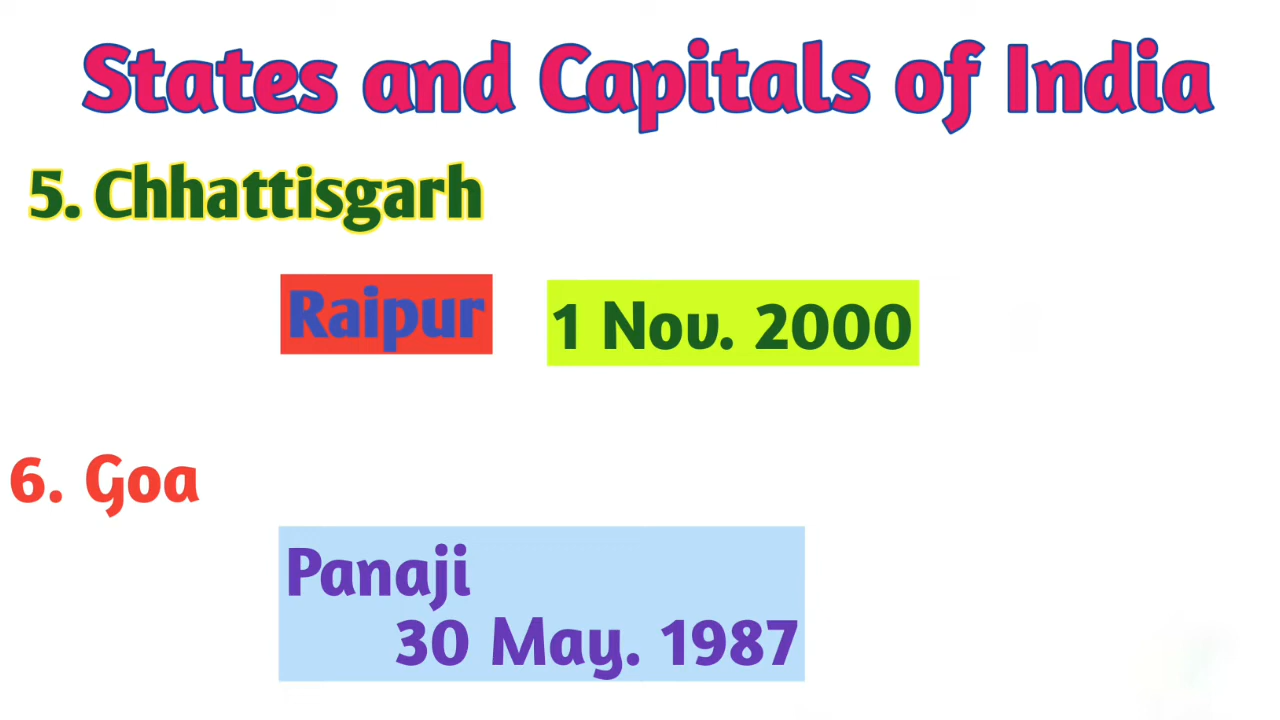 States and Capitals of India
5. Chhattisgarh
Raipur 1 Nov. 2000
6. Goa
Panaji
30 May. 1987